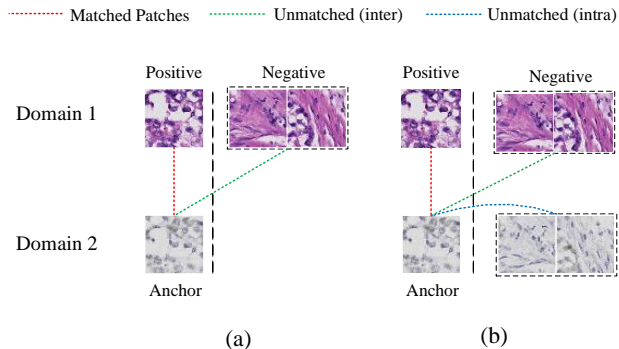 Matched Patches Unmatched (inter) Unmatched (intra)
Positive Negative Positive Negative
Domain 1
Domain 2
Anchor Anchor
(a) (b)